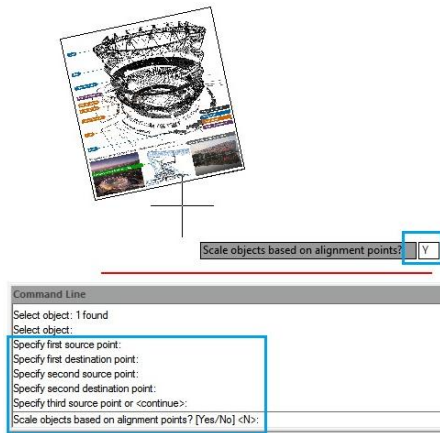 Scale objects based on alignment points? Y
Command Line
Select object: 1 found
Select object:
Specify first source point:
Specify first destination point:
Specify second source point:
Specify second destination point:
Specify third source point or <continue>:
Scale objects based on alignment points? [Yes/No] <N>: